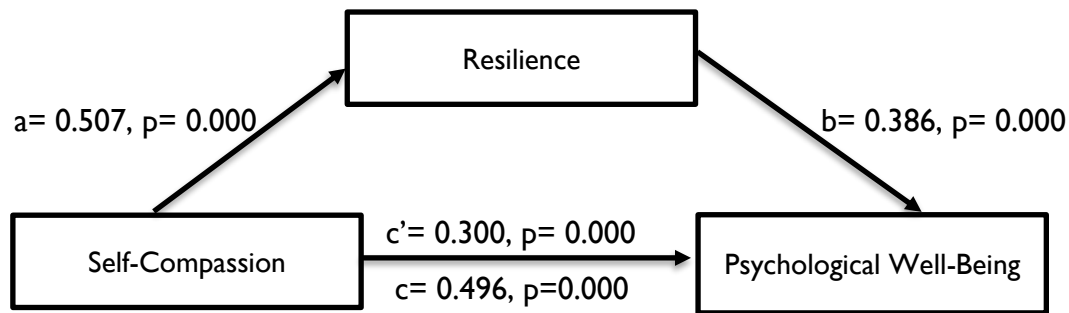 Resilience
a= 0.507, p= 0.000
b= 0.386, p= 0.000
Self-Compassion
c’= 0.300, p= 0.000
c= 0.496, p=0.000
Psychological Well-Being